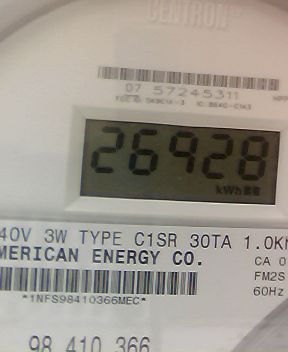 CENTRON
07 57245311
26928
kWh
40V 3W TYPE C1SR 30TA 1.0K
MERICAN ENERGY CO.
CA 0
FM2S
60Hz
*1NFS98410366MEC*
98 410 366